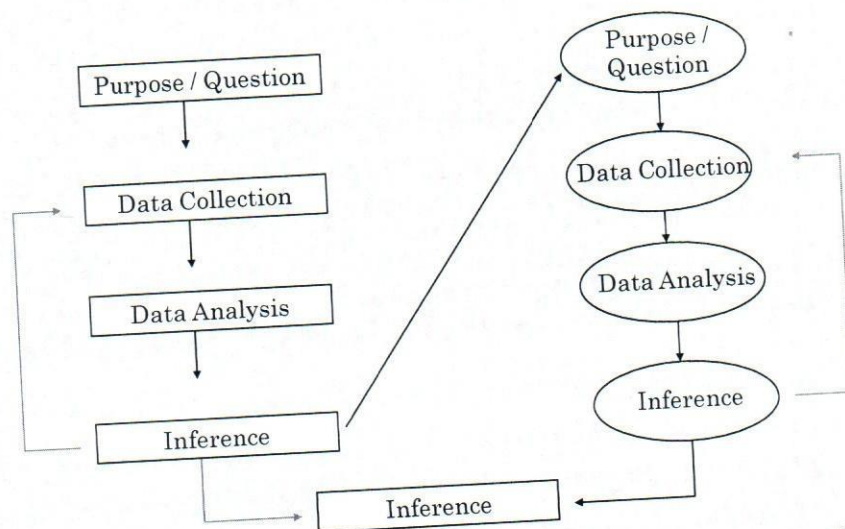 Purpose / Question
Data Collection
Data Analysis
Inference
Purpose /
Question
Data Collection
Data Analysis
Inference
Inference